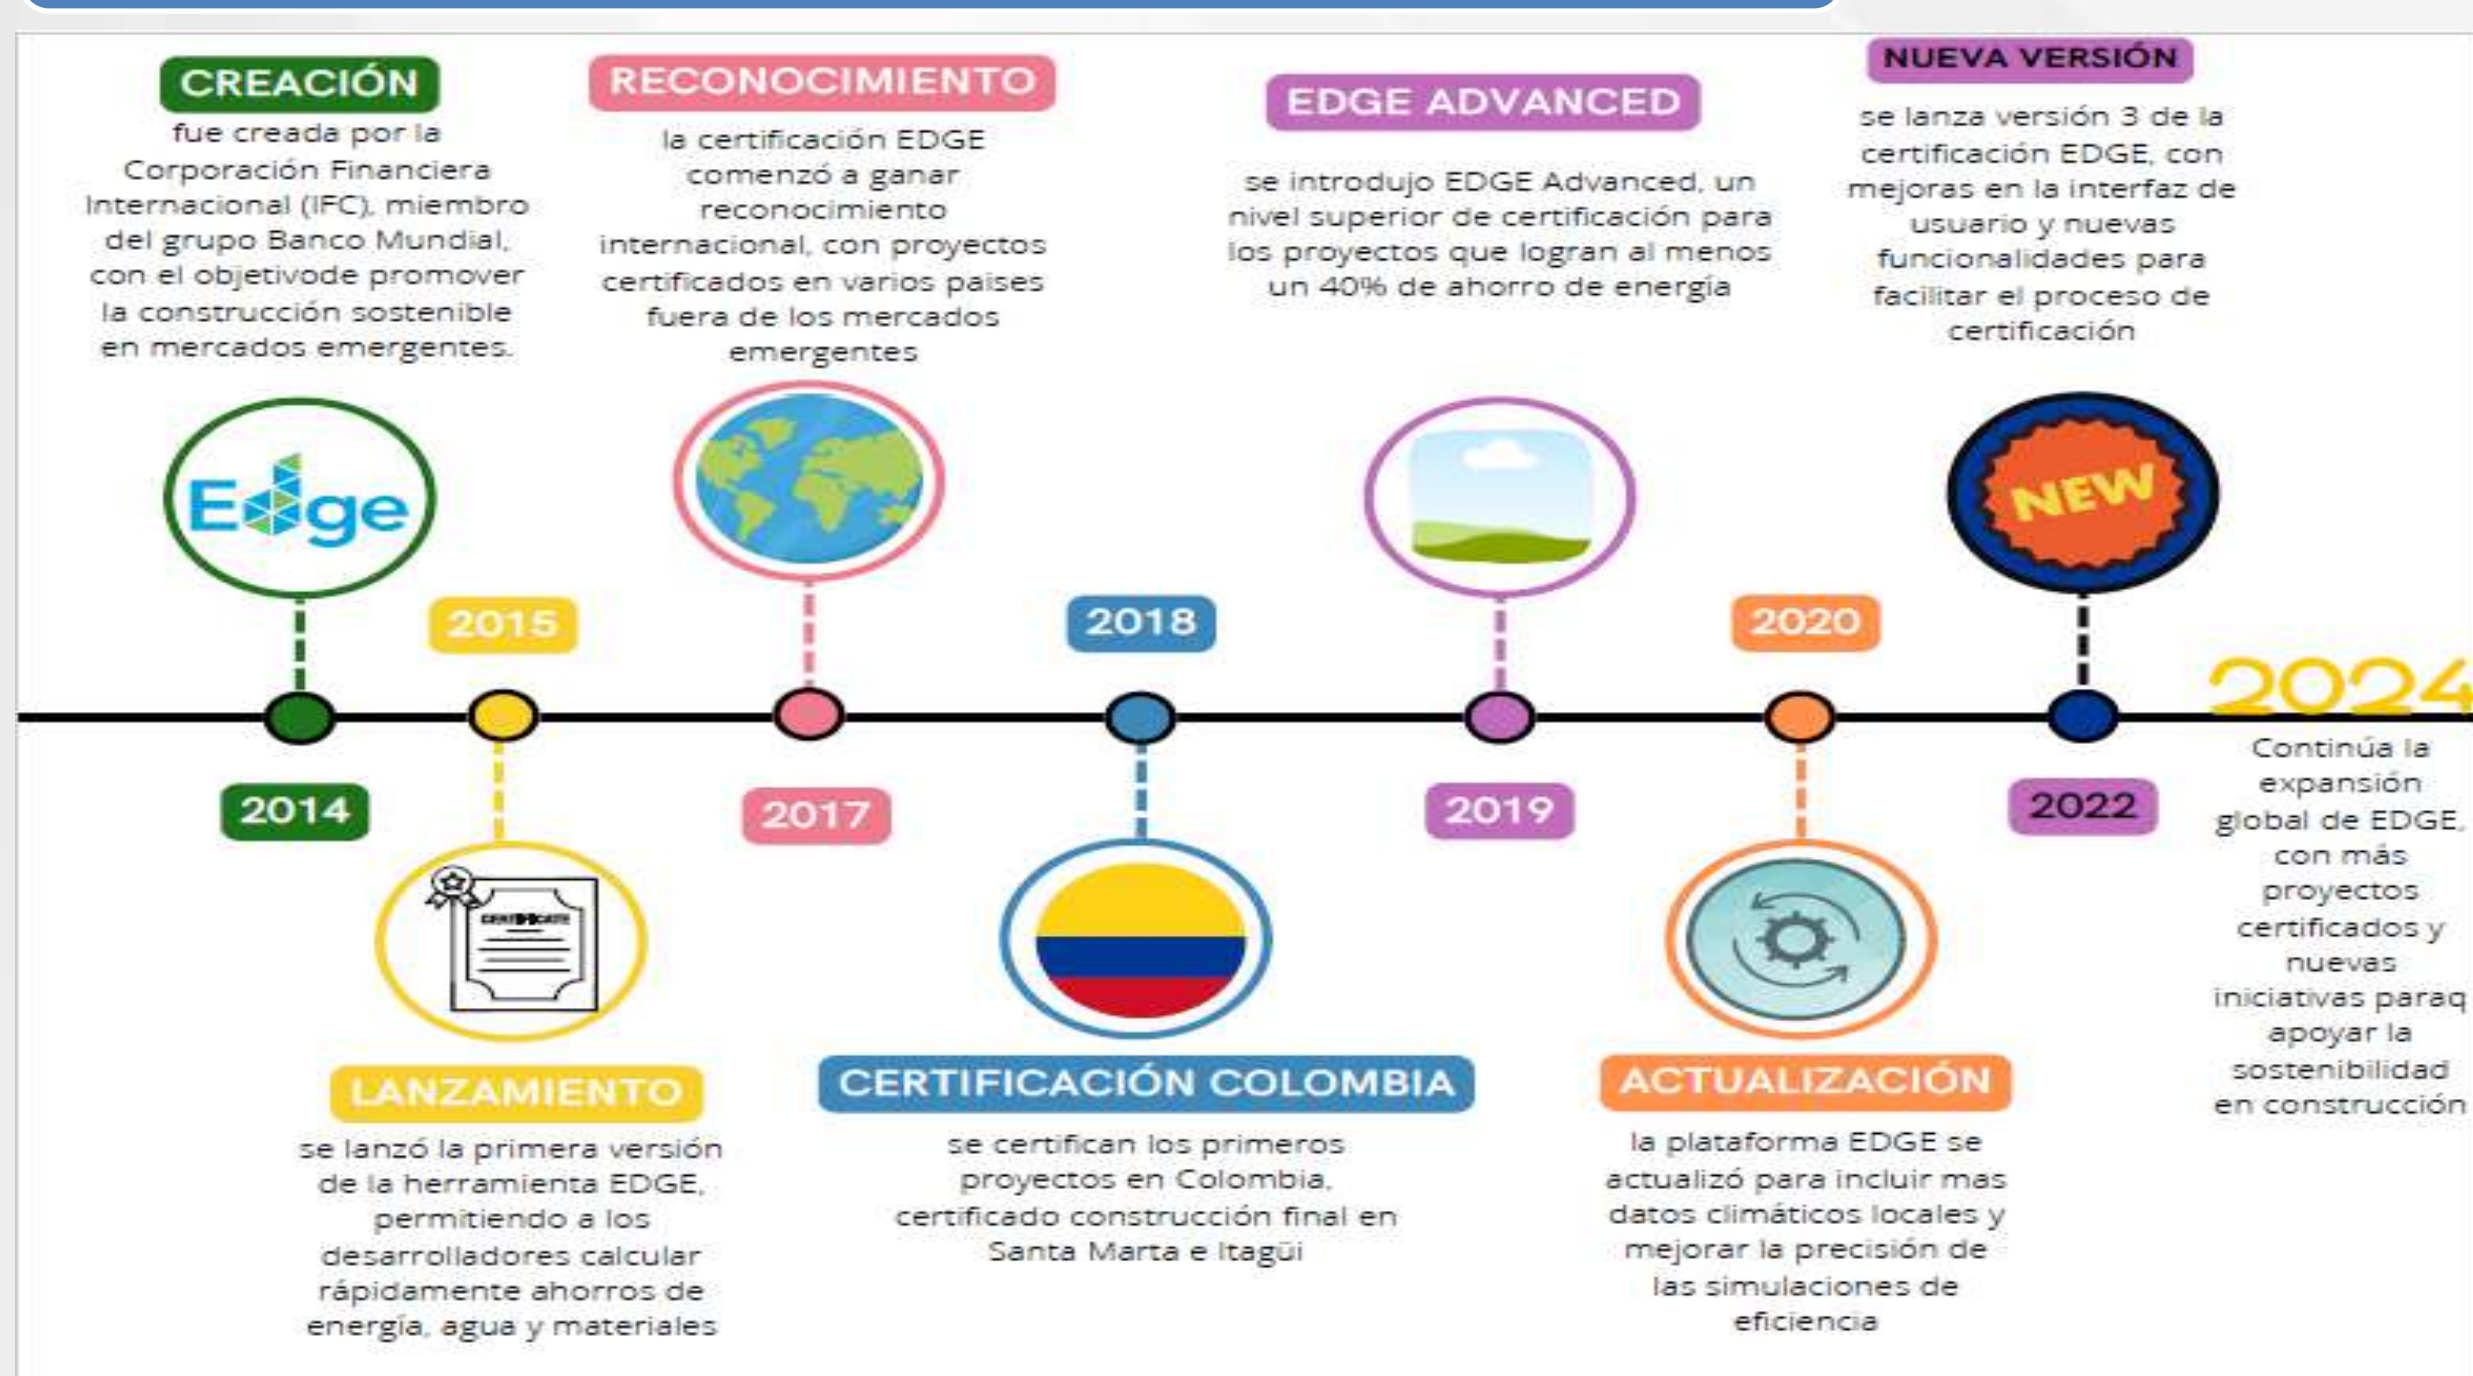 CREACIÓN
fue creada por la
Corporación Financiera
Internacional (IFC), miembro
del grupo Banco Mundial,
con el objetivode promover
la construcción sostenible
en mercados emergentes.
Edge
2014
2015
CERTIFICATE
LANZAMIENTO
se lanzó la primera versión
de la herramienta EDGE,
permitiendo a los
desarrolladores calcular
rápidamente ahorros de
energía, agua y materiales
RECONOCIMIENTO
la certificación EDGE
comenzó a ganar
reconocimiento
internacional, con proyectos
certificados en varios paises
fuera de los mercados
emergentes
2017
2018
CERTIFICACIÓN COLOMBIA
se certifican los primeros
proyectos en Colombia,
certificado construcción final en
Santa Marta e Itagüi
EDGE ADVANCED
se introdujo EDGE Advanced, un
nivel superior de certificación para
los proyectos que logran al menos
un 40% de ahorro de energía
2019
2020
ACTUALIZACIÓN
la plataforma EDGE se
actualizó para incluir mas
datos climáticos locales y
mejorar la precisión de
las simulaciones de
eficiencia
NUEVA VERSIÓN
se lanza versión 3 de la
certificación EDGE, con
mejoras en la interfaz de
usuario y nuevas
funcionalidades para
facilitar el proceso de
certificación
NEW
2022
2024
Continúa la
expansión
global de EDGE,
con más
proyectos
certificados y
nuevas
iniciativas paraq
apoyar la
sostenibilidad
en construcción